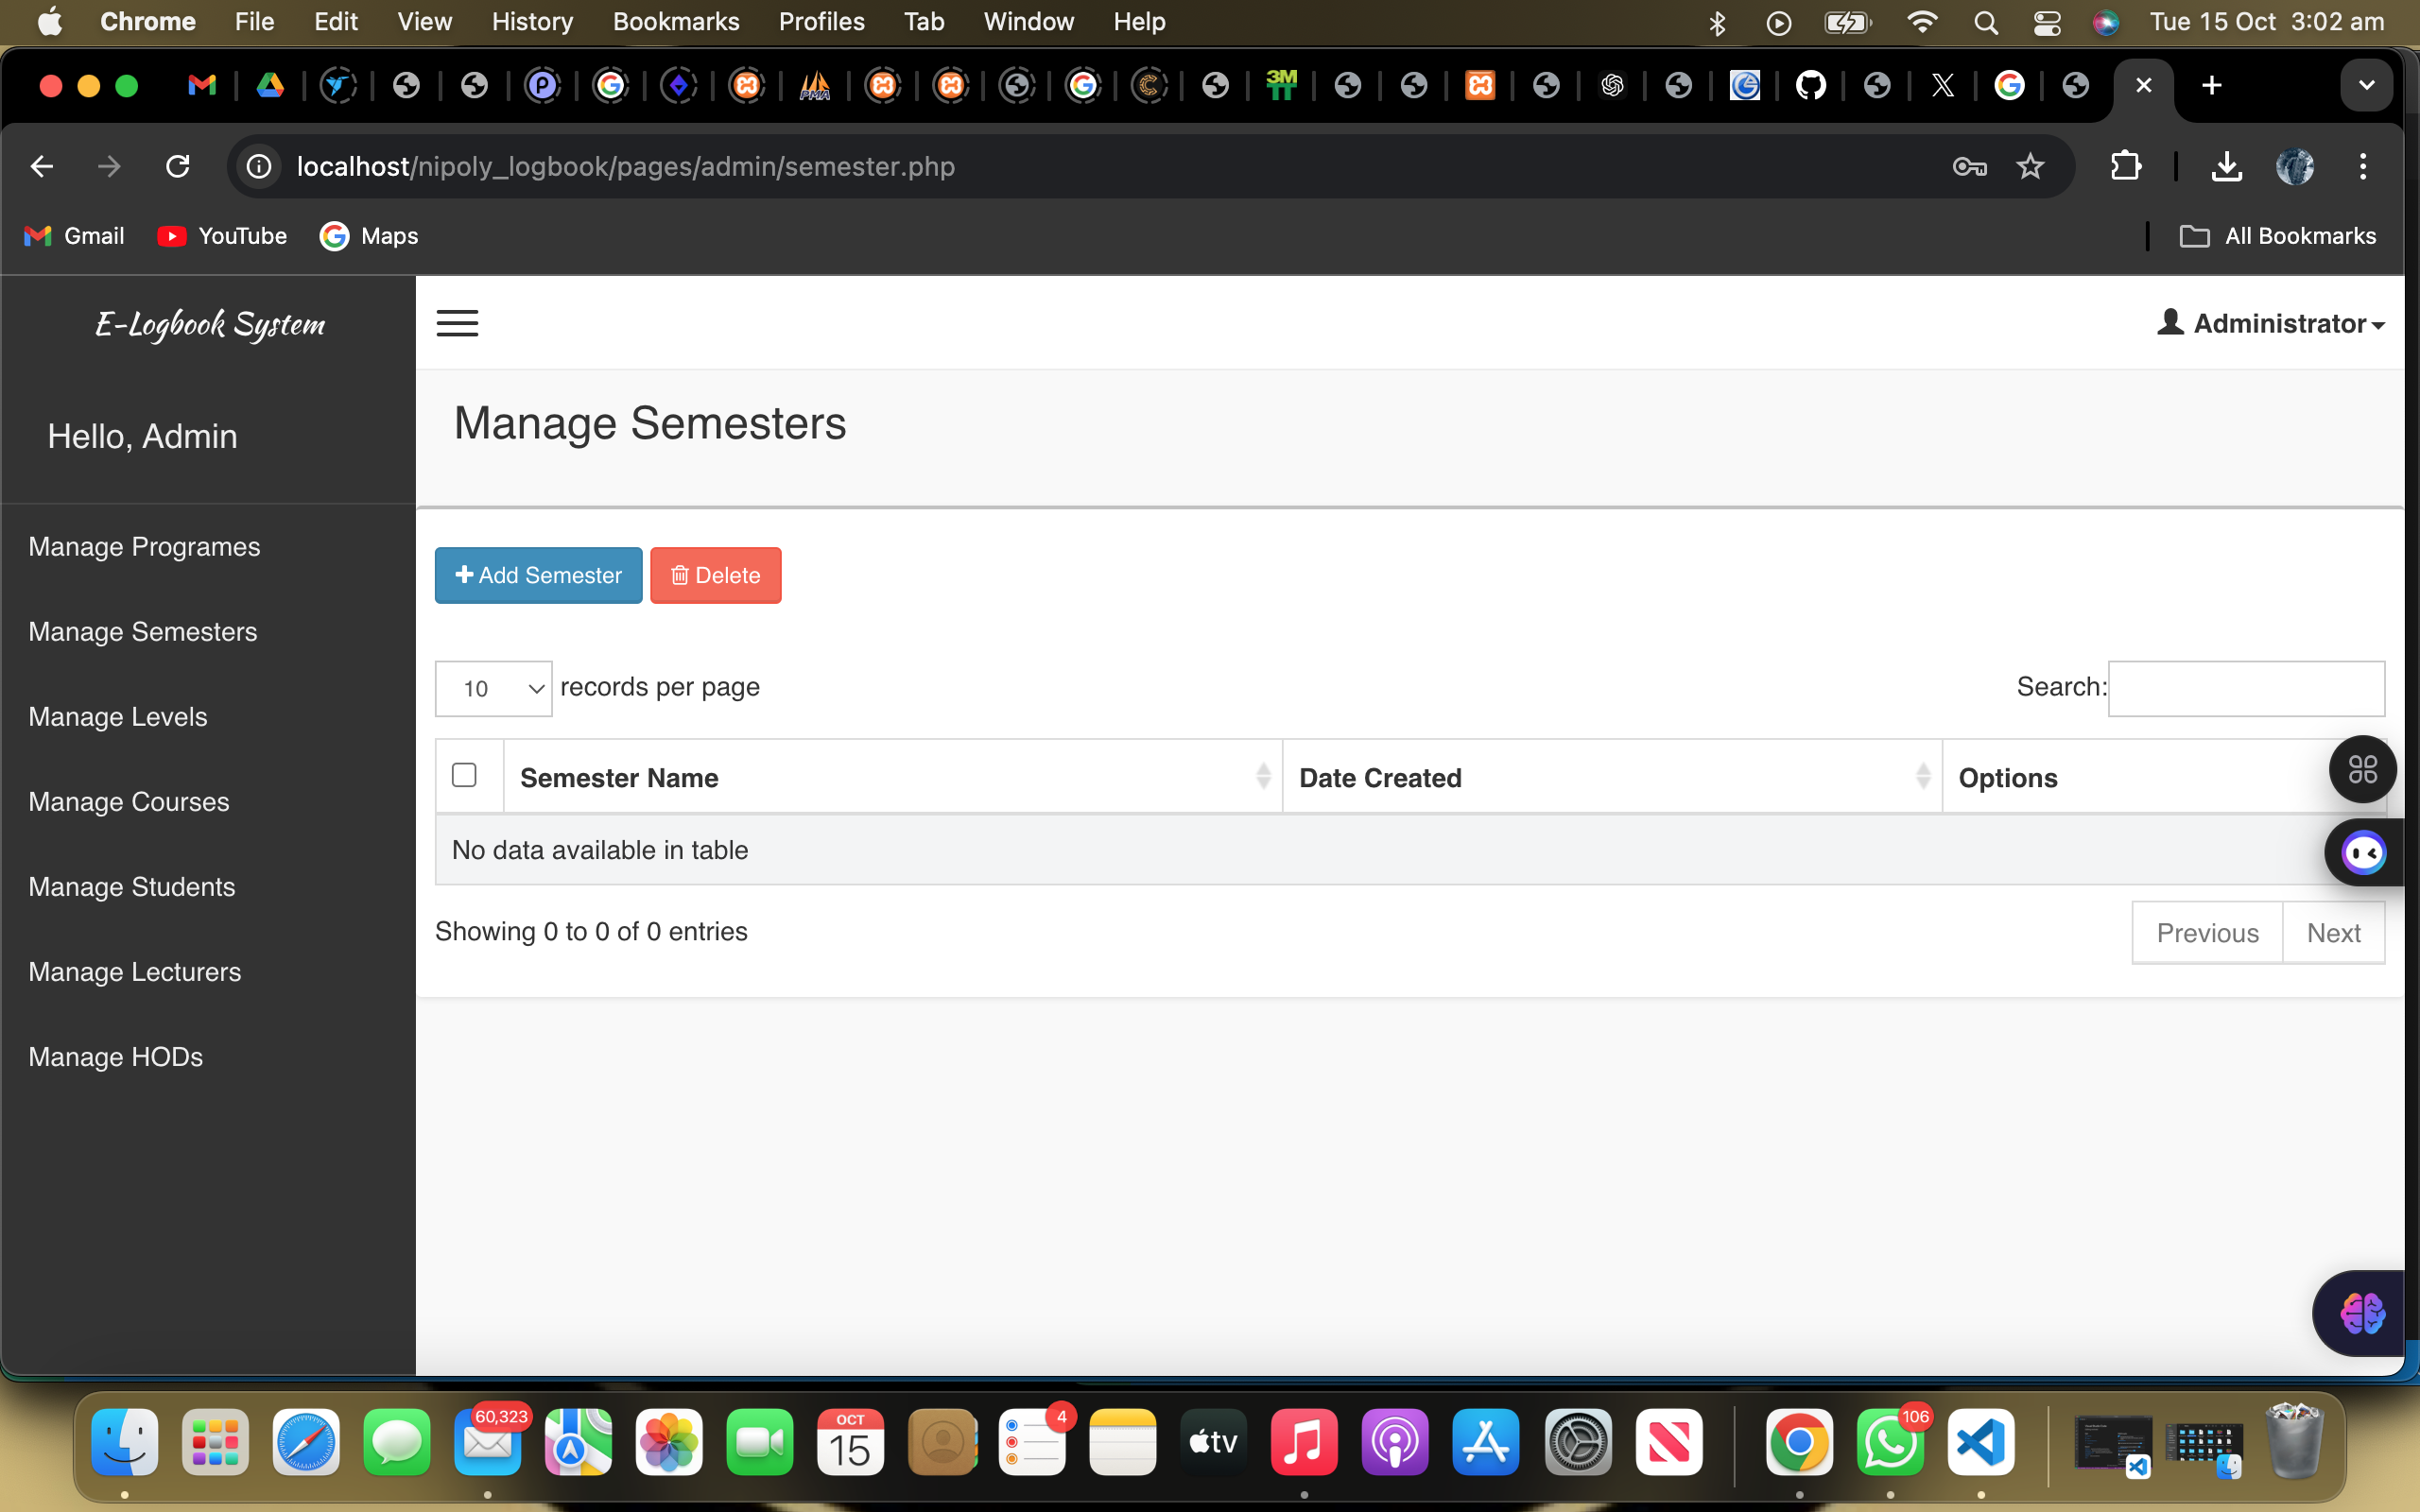 Chrome File Edit View History Bookmarks Profiles Tab Window Help Tue 15 Oct 3:02 am
PMA 3M
localhost/nipoly_logbook/pages/admin/semester.php
Gmail YouTube Maps All Bookmarks
E-Logbook System
Administrator
Hello, Admin
Manage Programes
Manage Semesters
Manage Levels
Manage Courses
Manage Students
Manage Lecturers
Manage HODs
Manage Semesters
Add Semester Delete
10 records per page Search:
Semester Name Date Created Options
No data available in table
Showing 0 to 0 of 0 entries Previous Next
60,323 OCT 15 4 tv 106